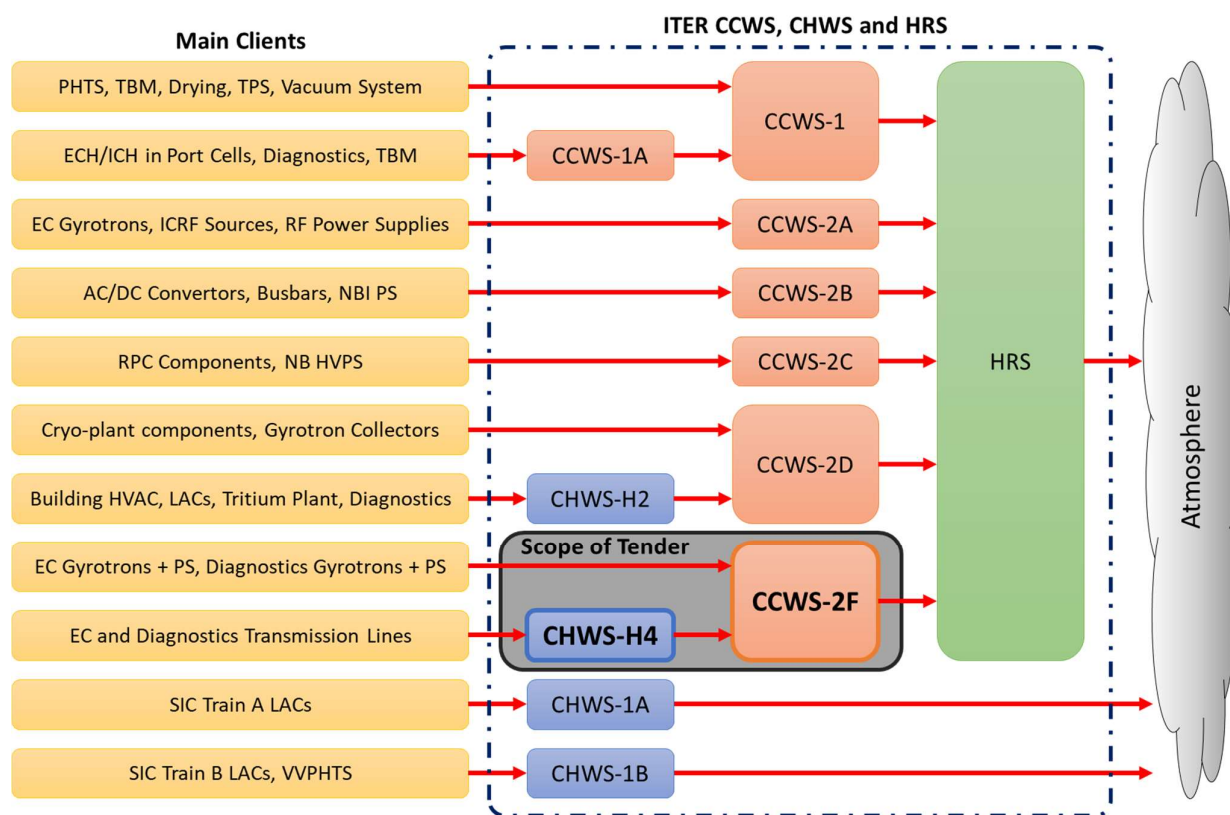 Main Clients
ITER CCWS, CHWS and HRS
PHTS, TBM, Drying, TPS, Vacuum System
CCWS-1
ECH/ICH in Port Cells, Diagnostics, TBM
CCWS-1A
EC Gyrotrons, ICRF Sources, RF Power Supplies
CCWS-2A
AC/DC Convertors, Busbars, NBI PS
CCWS-2B
RPC Components, NB HVPS
CCWS-2C
HRS
Atmosphere
Cryo-plant components, Gyrotron Collectors
CCWS-2D
Building HVAC, LACs, Tritium Plant, Diagnostics
CHWS-H2
Scope of Tender
EC Gyrotrons + PS, Diagnostics Gyrotrons + PS
CCWS-2F
EC and Diagnostics Transmission Lines
CHWS-H4
SIC Train A LACs
CHWS-1A
SIC Train B LACs, VVPHTS
CHWS-1B